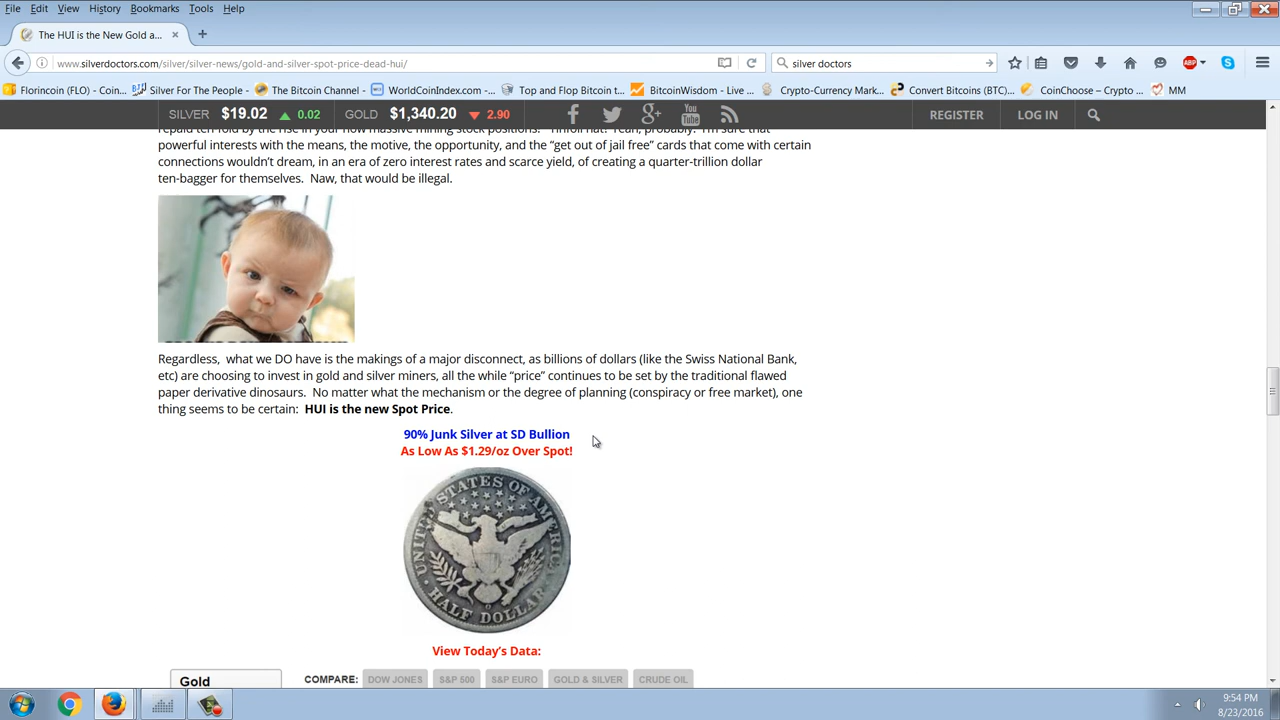 File Edit View History Bookmarks Tools Help
The HUI is the New Gold a...
www.silverdoctors.com/silver/silver-news/gold-and-silver-spot-price-dead-hui/
silver doctors
ABP
Florincoin (FLO) - Coin...
Silver For The People -
The Bitcoin Channel -
WorldCoinIndex.com -...
Top and Flop Bitcoin t...
BitcoinWisdom - Live ...
Crypto-Currency Mark...
Convert Bitcoins (BTC)...
CoinChoose – Crypto ...
MM
SILVER $19.02 0.02 GOLD $1,340.20 2.90 You Tube REGISTER LOG IN
powerful interests with the means, the motive, the opportunity, and the “get out of jail free” cards that come with certain
connections wouldn’t dream, in an era of zero interest rates and scarce yield, of creating a quarter-trillion dollar
ten-bagger for themselves. Naw, that would be illegal.
Regardless, what we DO have is the makings of a major disconnect, as billions of dollars (like the Swiss National Bank,
etc) are choosing to invest in gold and silver miners, all the while “price” continues to be set by the traditional flawed
paper derivative dinosaurs. No matter what the mechanism or the degree of planning (conspiracy or free market), one
thing seems to be certain: HUI is the new Spot Price.
90% Junk Silver at SD Bullion
As Low As $1.29/oz Over Spot!
UNITED STATES OF AMERICA
HALF DOLLAR
View Today’s Data:
Gold COMPARE: DOW JONES S&P 500 S&P EURO GOLD & SILVER CRUDE OIL
9:54 PM
8/23/2016